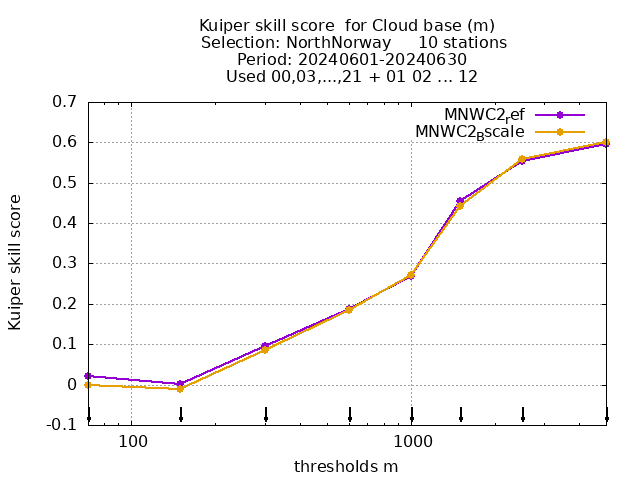 Kuiper skill score  for Cloud base (m)
Selection: NorthNorway     10 stations
Period: 20240601-20240630
Used 00,03,...,21 + 01 02 ... 12
MNWC2ref
MNWC2Bscale
0.7
0.6
0.5
0.4
0.3
0.2
0.1
0
-0.1
Kuiper skill score
100
1000
thresholds m